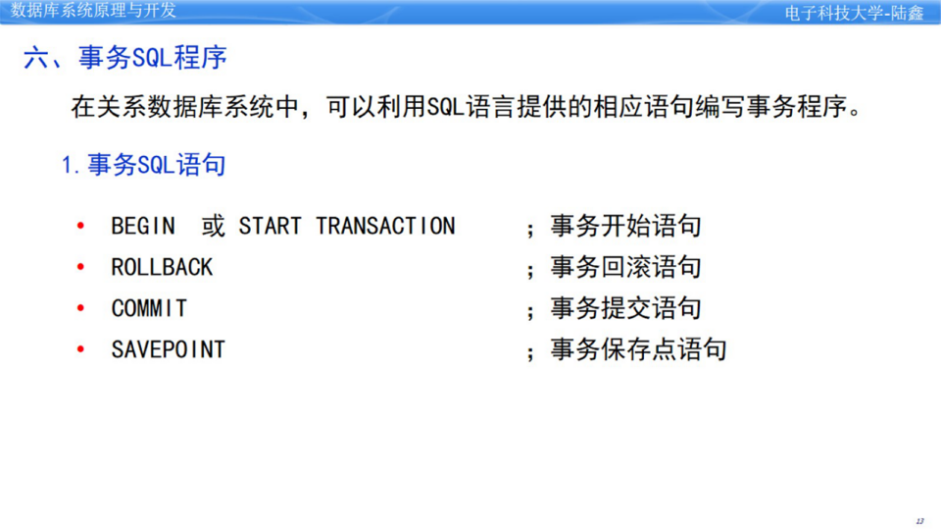 数据库系统原理与开发
电子科技大学-陆鑫
六、事务SQL程序
在关系数据库系统中，可以利用SQL语言提供的相应语句编写事务程序。
1.事务SQL语句
• BEGIN 或 START TRANSACTION ；事务开始语句
• ROLLBACK ；事务回滚语句
• COMMIT ；事务提交语句
• SAVEPOINT ；事务保存点语句
13